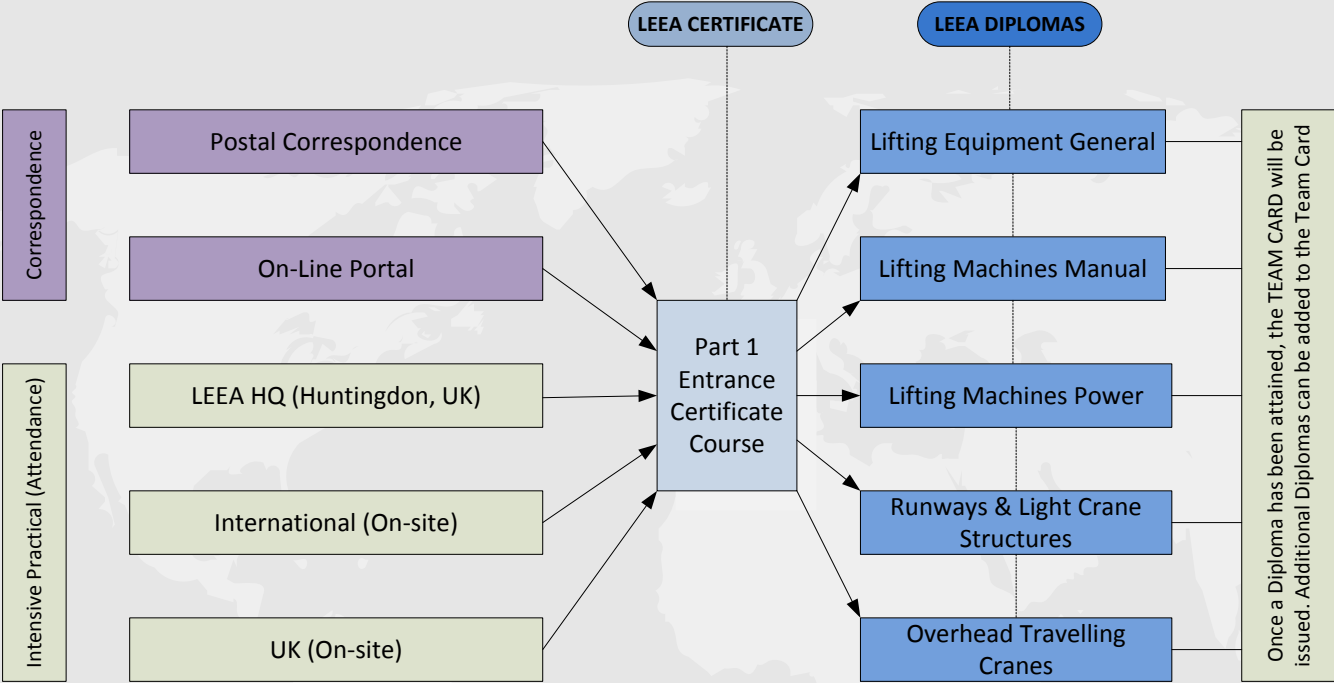 LEEA CERTIFICATE
LEEA DIPLOMAS
Correspondence
Postal Correspondence
On-Line Portal
Intensive Practical (Attendance)
LEEA HQ (Huntingdon, UK)
International (On-site)
UK (On-site)
Part 1
Entrance
Certificate
Course
Lifting Equipment General
Lifting Machines Manual
Lifting Machines Power
Runways & Light Crane
Structures
Overhead Travelling
Cranes
Once a Diploma has been attained, the TEAM CARD will be
issued. Additional Diplomas can be added to the Team Card